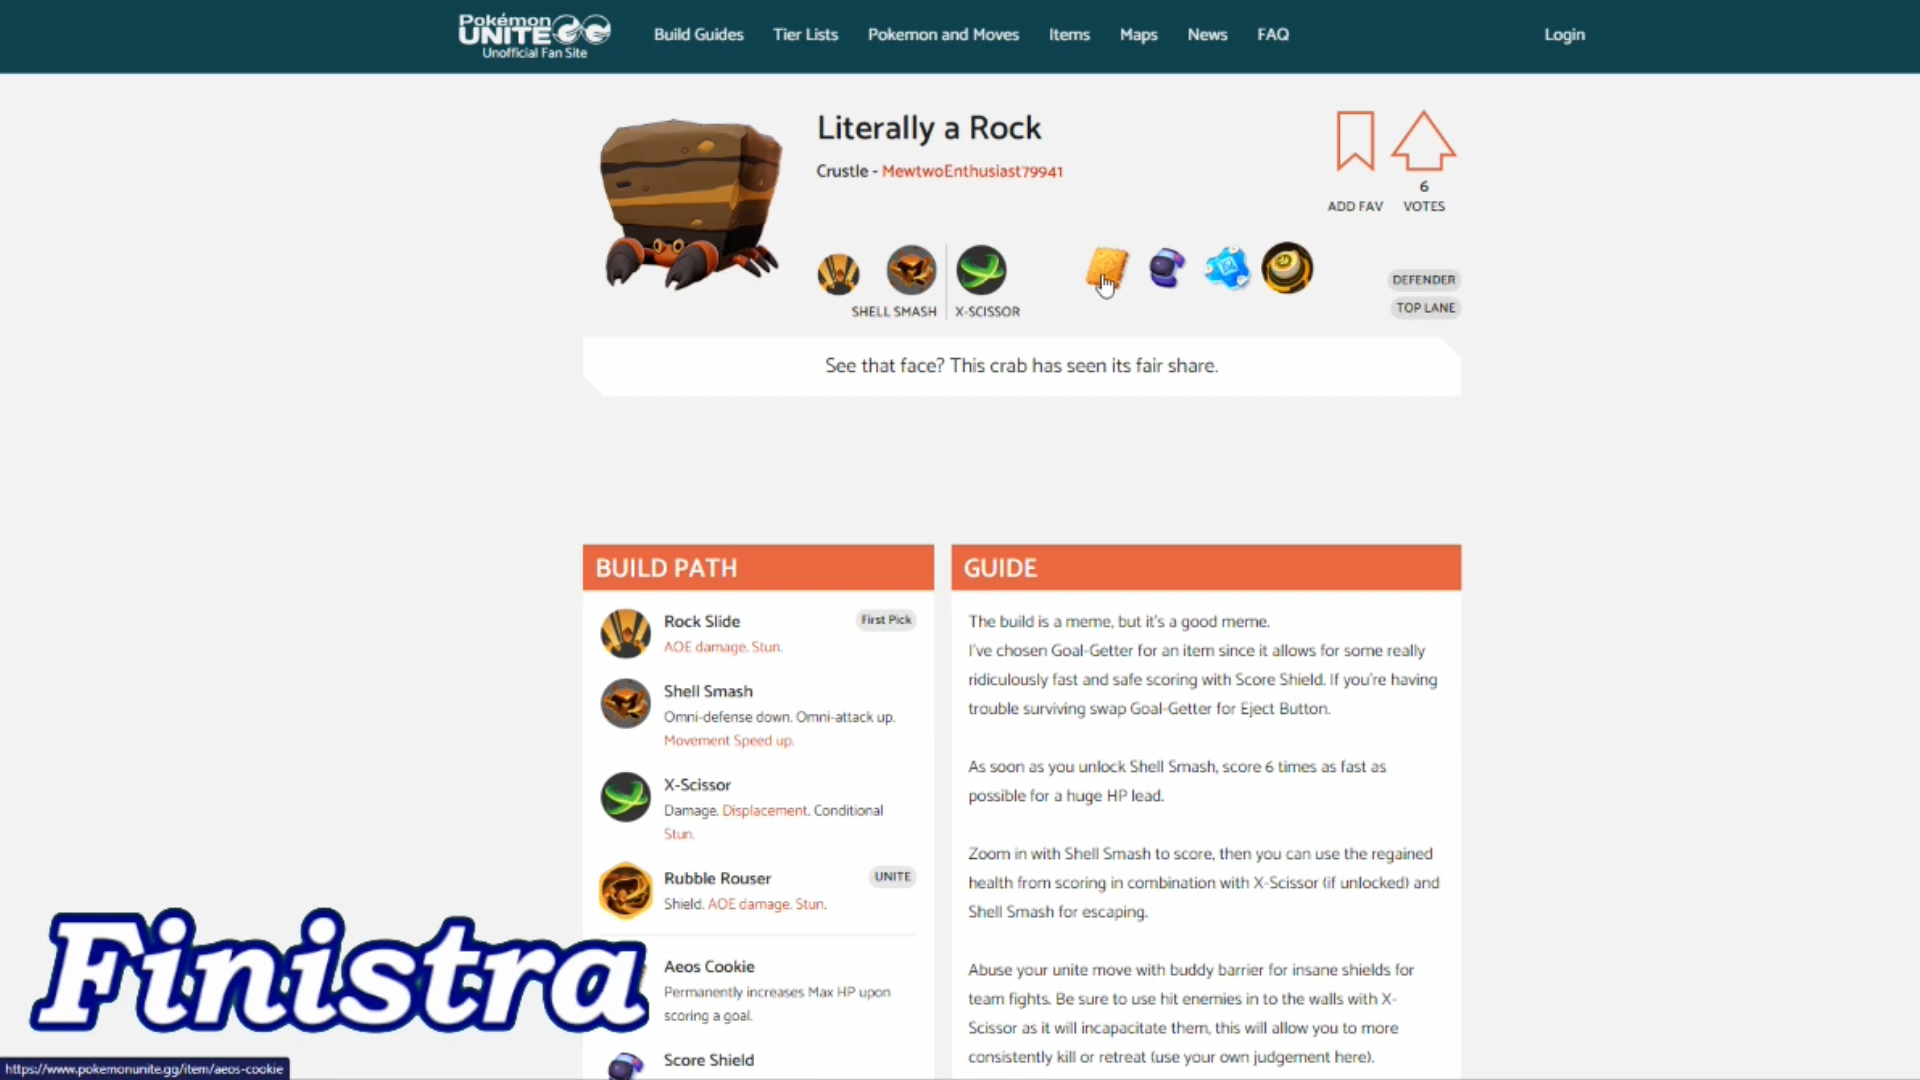 Pokémon
UNITE
Unofficial Fan Site
Build Guides
Tier Lists
Pokemon and Moves
Items
Maps
News
FAQ
Login
Literally a Rock
Crustle - MewtwoEnthusiast79941
ADD FAV
6
VOTES
SHELL SMASH
X-SCISSOR
DEFENDER
TOP LANE
See that face? This crab has seen its fair share.
BUILD PATH
Rock Slide
First Pick
AOE damage. Stun.
Shell Smash
Omni-defense down. Omni-attack up.
Movement Speed up.
X-Scissor
Damage. Displacement. Conditional
Stun.
Rubble Rouser
UNITE
Shield. AOE damage. Stun.
Aeos Cookie
Permanently increases Max HP upon
scoring a goal.
Score Shield
GUIDE
The build is a meme, but it's a good meme.
I've chosen Goal-Getter for an item since it allows for some really
ridiculously fast and safe scoring with Score Shield. If you're having
trouble surviving swap Goal-Getter for Eject Button.
As soon as you unlock Shell Smash, score 6 times as fast as
possible for a huge HP lead.
Zoom in with Shell Smash to score, then you can use the regained
health from scoring in combination with X-Scissor (if unlocked) and
Shell Smash for escaping.
Abuse your unite move with buddy barrier for insane shields for
team fights. Be sure to use hit enemies in to the walls with X-
Scissor as it will incapacitate them, this will allow you to more
consistently kill or retreat (use your own judgement here).
Finistra
https://www.pokemonunite.gg/item/aeos-cookie